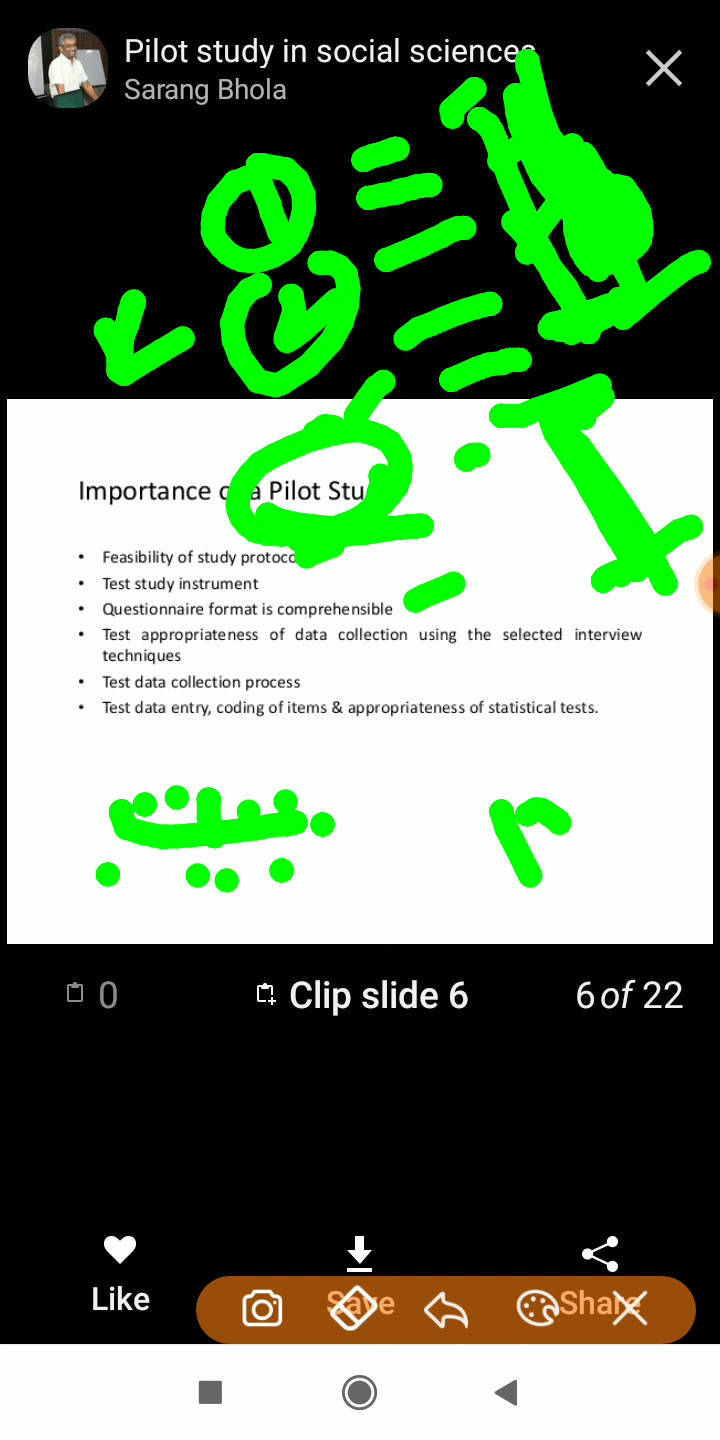 Pilot study in social sciences
Sarang Bhola
Importance of a Pilot Stu
• Feasibility of study protoco
• Test study instrument
• Questionnaire format is comprehensible
• Test appropriateness of data collection using the selected interview
techniques
• Test data collection process
• Test data entry, coding of items & appropriateness of statistical tests.
0
Clip slide 6
6 of 22
Like
Save
Share